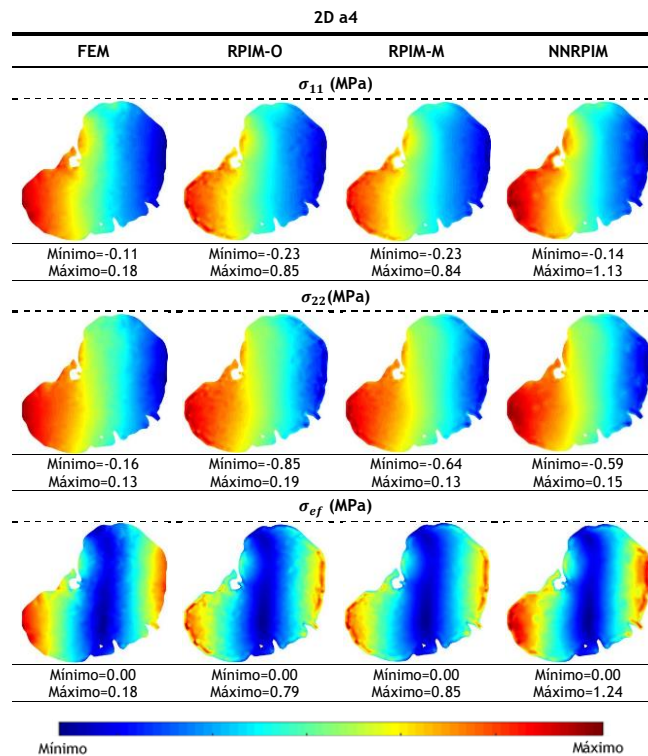 2D a4
FEM RPIM-O RPIM-M NNRPIM
σ₁₁ (MPa)
Mínimo=-0.11 Mínimo=-0.23 Mínimo=-0.23 Mínimo=-0.14
Máximo=0.18 Máximo=0.85 Máximo=0.84 Máximo=1.13
σ₂₂(MPa)
Mínimo=-0.16 Mínimo=-0.85 Mínimo=-0.64 Mínimo=-0.59
Máximo=0.13 Máximo=0.19 Máximo=0.13 Máximo=0.15
σ_ef (MPa)
Mínimo=0.00 Mínimo=0.00 Mínimo=0.00 Mínimo=0.00
Máximo=0.18 Máximo=0.79 Máximo=0.85 Máximo=1.24
Mínimo Máximo